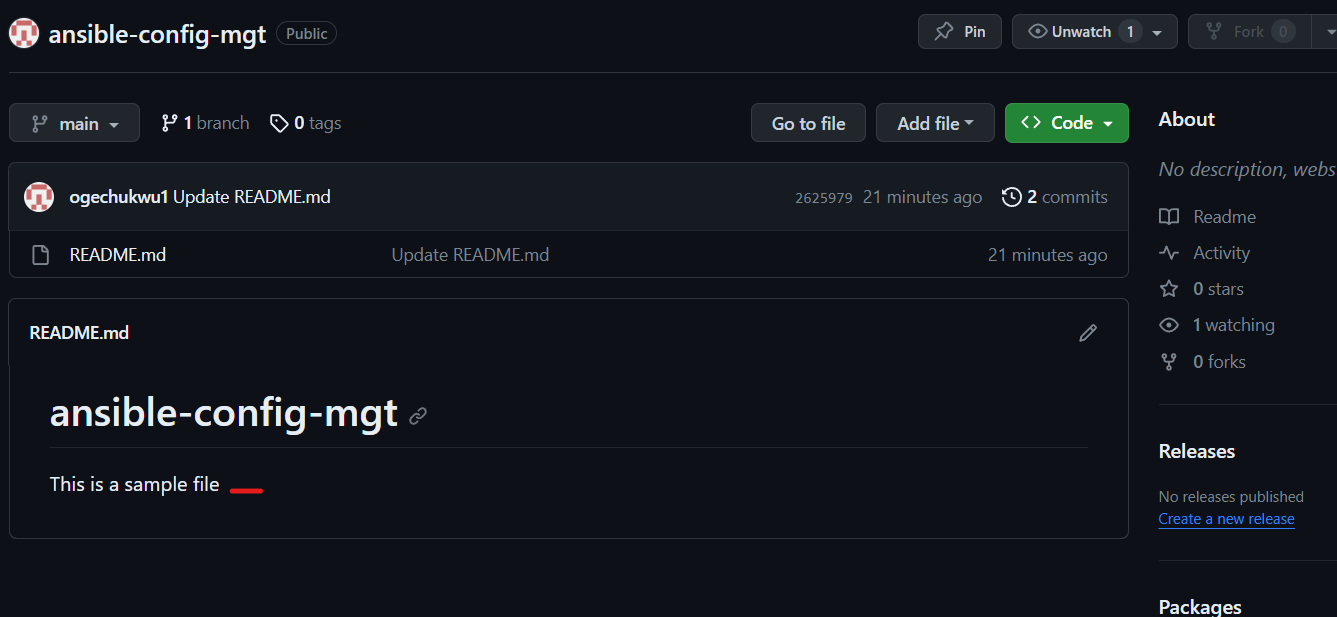 ansible-config-mgt Public
Pin Unwatch 1 Fork 0
main 1 branch 0 tags Go to file Add file Code
ogechukwu1 Update README.md 2625979 21 minutes ago 2 commits
README.md Update README.md 21 minutes ago
README.md
ansible-config-mgt
This is a sample file
About
No description, webs
Readme
Activity
0 stars
1 watching
0 forks
Releases
No releases published
Create a new release
Packages